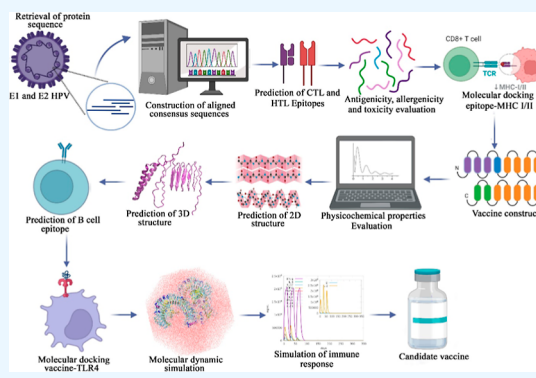 Retrieval of protein
sequence
E1 and E2 HPV
Construction of aligned
consensus sequences
Prediction of CTL and
HTL Epitopes
Antigenicity, allergenicity
and toxicity evaluation
CD8+ T cell
TCR
↓MHC-I/II
Molecular docking
epitope-MHC I/II
Prediction of B cell
epitope
Prediction of 3D
structure
Prediction of 2D
structure
Physicochemical properties
Evaluation
N
C
Vaccine construc
Molecular docking
vaccine-TLR4
Molecular dynamic
simulation
Simulation of immune
response
Candidate vaccine